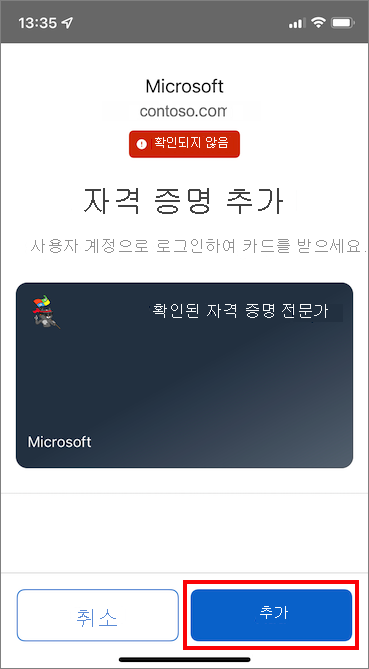 13:35
Microsoft
contoso.com
확인되지 않음
자격 증명 추가
사용자 계정으로 로그인하여 카드를 받으세요.
확인된 자격 증명 전문가
Microsoft
취소
추가